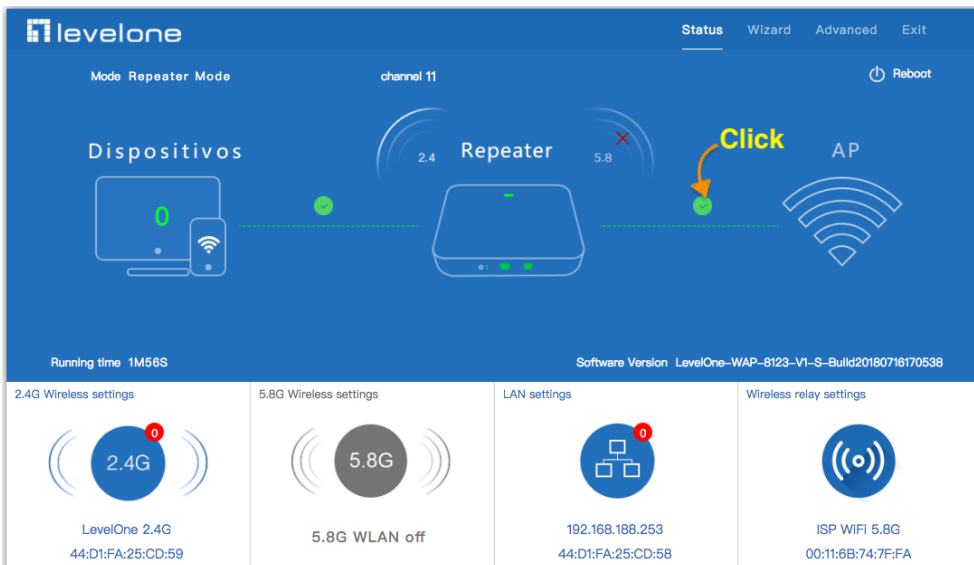 levelone
Status Wizard Advanced Exit
Mode Repeater Mode
channel 11
Reboot
Click
Dispositivos
2.4
Repeater
5.8
AP
0
Running time 1M56S
Software Version LevelOne-WAP-8123-V1-S-Build20180716170538
2.4G Wireless settings
0
2.4G
LevelOne 2.4G
44:D1:FA:25:CD:59
5.8G Wireless settings
5.8G
5.8G WLAN off
LAN settings
0
192.168.188.253
44:D1:FA:25:CD:58
Wireless relay settings
ISP WiFi 5.8G
00:11:6B:74:7F:FA